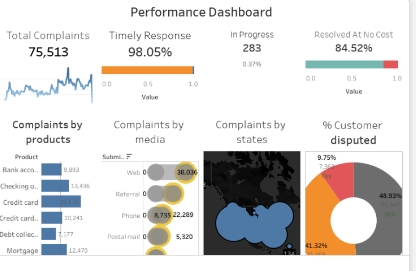 Performance Dashboard
Total Complaints
75,513
Timely Response
98.05%
0.0 0.5 1.0
Value
In Progress
283
0.37%
Resolved At No Cost
84.52%
0.0 0.5 1.0
Value
Complaints by
products
Product
Bank acco.. 9,893
Checking o.. 13,436
Credit card
Credit card.. 10,241
Debt collec.. 7,177
Mortgage 12,470
Complaints by
media
Submi..
Web 0 38,036
Referral 0
Phone 0 8,735 22,289
Postal mail 0 5,320
0
Complaints by
states
134
% Customer
disputed
9.75%
48.93%
N/A
41.32%